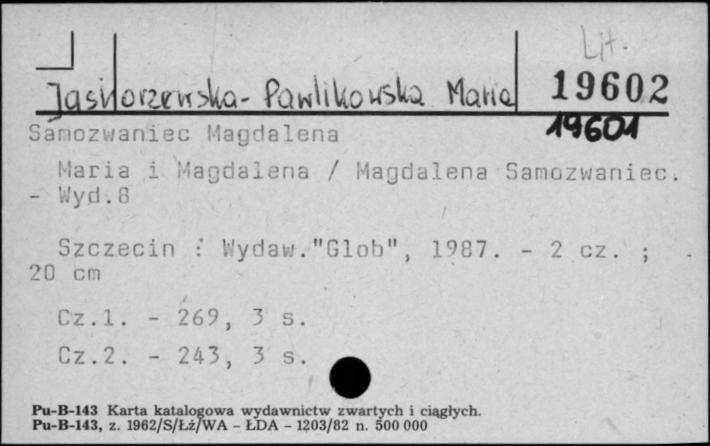 Lit.
Jasnorzewska-Pawlikowska Maria
19602
19601
Samozwaniec Magdalena
Maria i Magdalena / Magdalena Samozwaniec.
- Wyd.8
Szczecin : Wydaw."Glob", 1987. - 2 cz. ;
20 cm
Cz.1. - 269, 3 s.
Cz.2. - 243, 3 s.
Pu-B-143 Karta katalogowa wydawnictw zwartych i ciągłych.
Pu-B-143, z. 1962/S/Łż/WA - ŁDA - 1203/82 n. 500 000